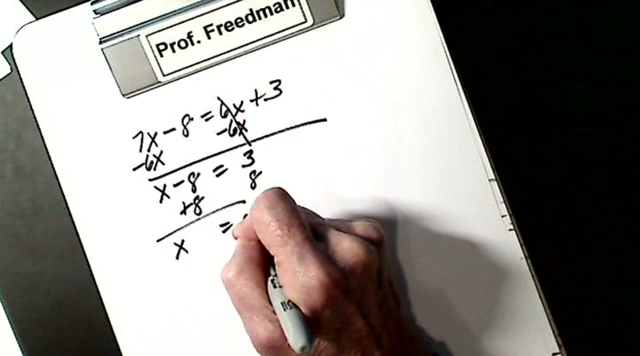 Prof. Freedman
7x-8=6x+3
-6x -6x
x-8=3
+8 8
x =